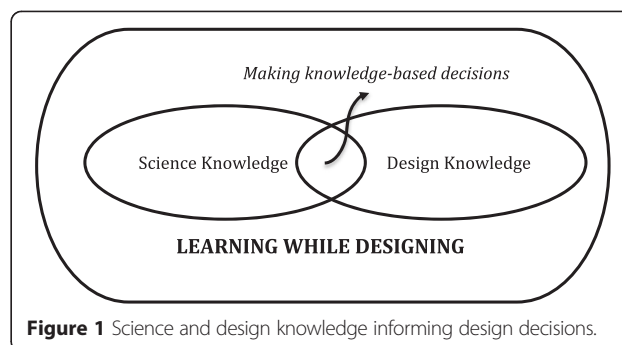 Making knowledge-based decisions
Science Knowledge
Design Knowledge
LEARNING WHILE DESIGNING
Figure 1 Science and design knowledge informing design decisions.